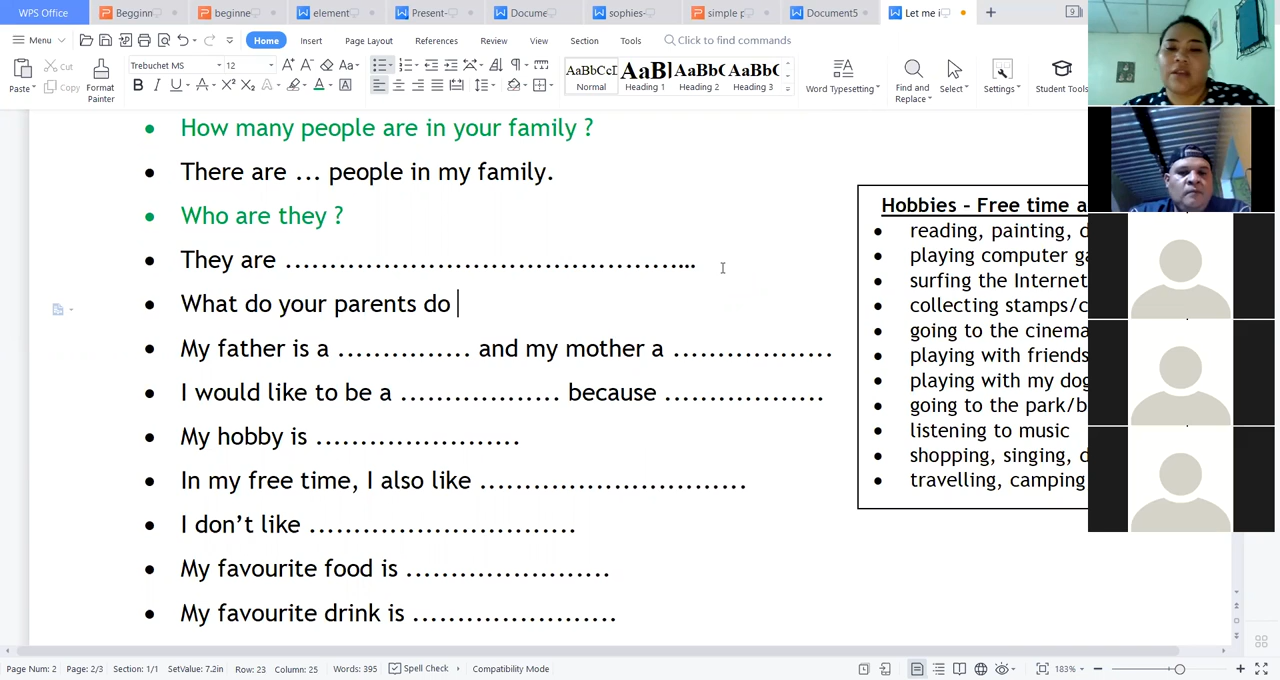 WPS Office
Beggin
beginne
element
Present-
Docume
sophies-
simple p
Document5
Let me i
9
Menu
Home
Insert
Page Layout
References
Review
View
Section
Tools
Click to find commands
Paste
Cut
Copy
Format
Painter
Trebuchet MS
12
AaBbCcD
Normal
AaBl
Heading 1
AaBbC
Heading 2
AaBbC
Heading 3
Word Typesetting
Find and
Replace
Select
Settings
Student Tools
• How many people are in your family ?
• There are ... people in my family.
• Who are they ?
• They are ..............................................
• What do your parents do
• My father is a ............... and my mother a ..................
• I would like to be a .................. because ..................
• My hobby is .......................
• In my free time, I also like ..............................
• I don’t like ..............................
• My favourite food is .......................
• My favourite drink is .......................
Hobbies - Free time a
• reading, painting, d
• playing computer ga
• surfing the Internet
• collecting stamps/c
• going to the cinema
• playing with friends
• playing with my dog
• going to the park/b
• listening to music
• shopping, singing, d
• travelling, camping
Page Num: 2 Page: 2/3 Section: 1/1 SetValue: 7.2in Row: 23 Column: 25 Words: 395 Spell Check Compatibility Mode 183%